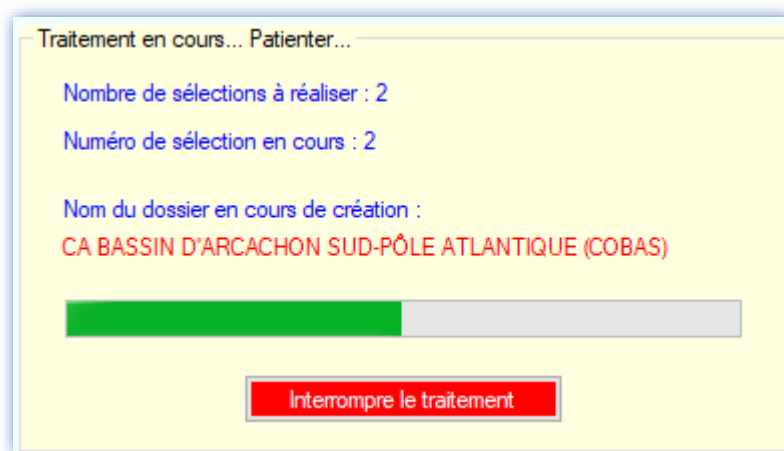 Traitement en cours... Patienter...
Nombre de sélections à réaliser : 2
Numéro de sélection en cours : 2
Nom du dossier en cours de création :
CA BASSIN D'ARCACHON SUD-PÔLE ATLANTIQUE (COBAS)
Interrompre le traitement